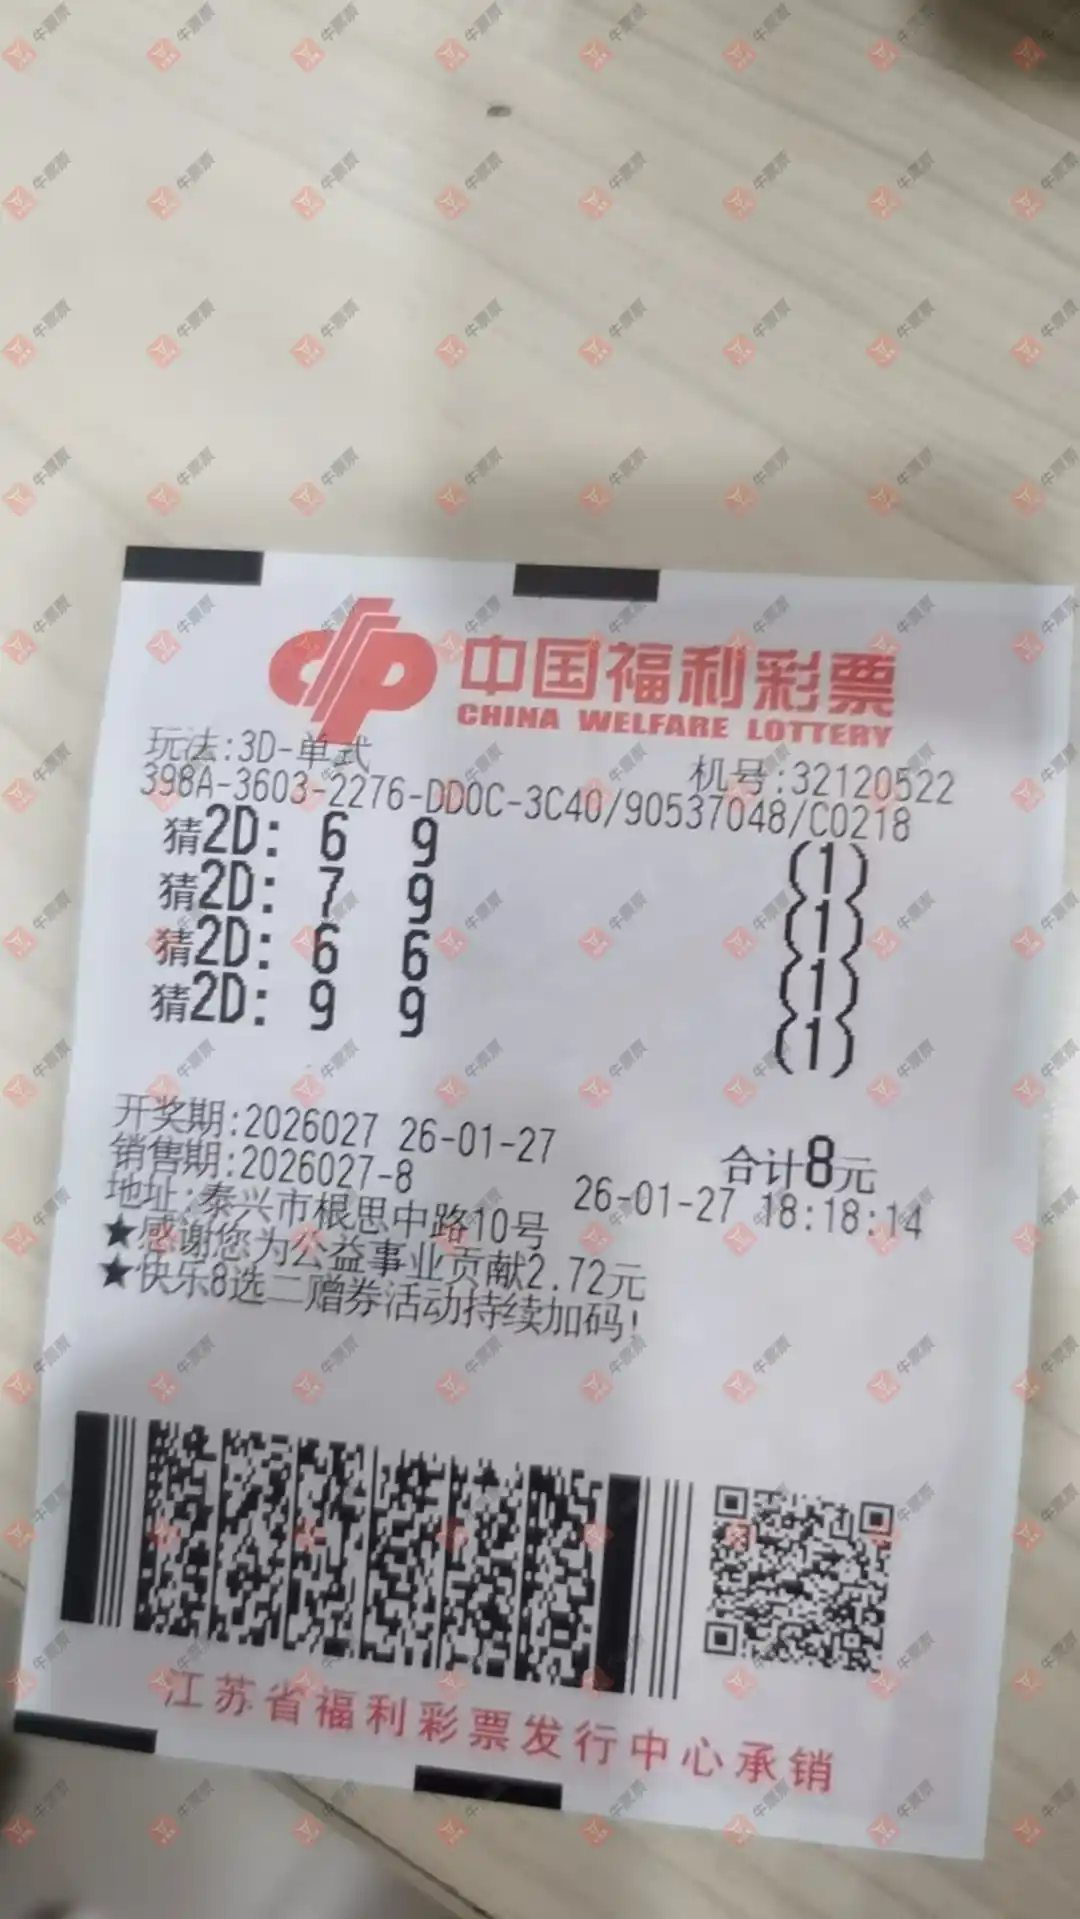 中国福利彩票
CHINA WELFARE LOTTERY
玩法:3D-单式
机号:32120522
398A-3603-2276-DD0C-3C40/90537048/C0218
猜2D: 6 9 (1)
猜2D: 7 9 (1)
猜2D: 6 6 (1)
猜2D: 9 9 (1)
开奖期:2026027 26-01-27
合计8元
销售期:2026027-8
26-01-27 18:18:14
地址:泰兴市根思中路10号
★感谢您为公益事业贡献2.72元
★快乐8选二赠券活动持续加码!
江苏省福利彩票发行中心承销